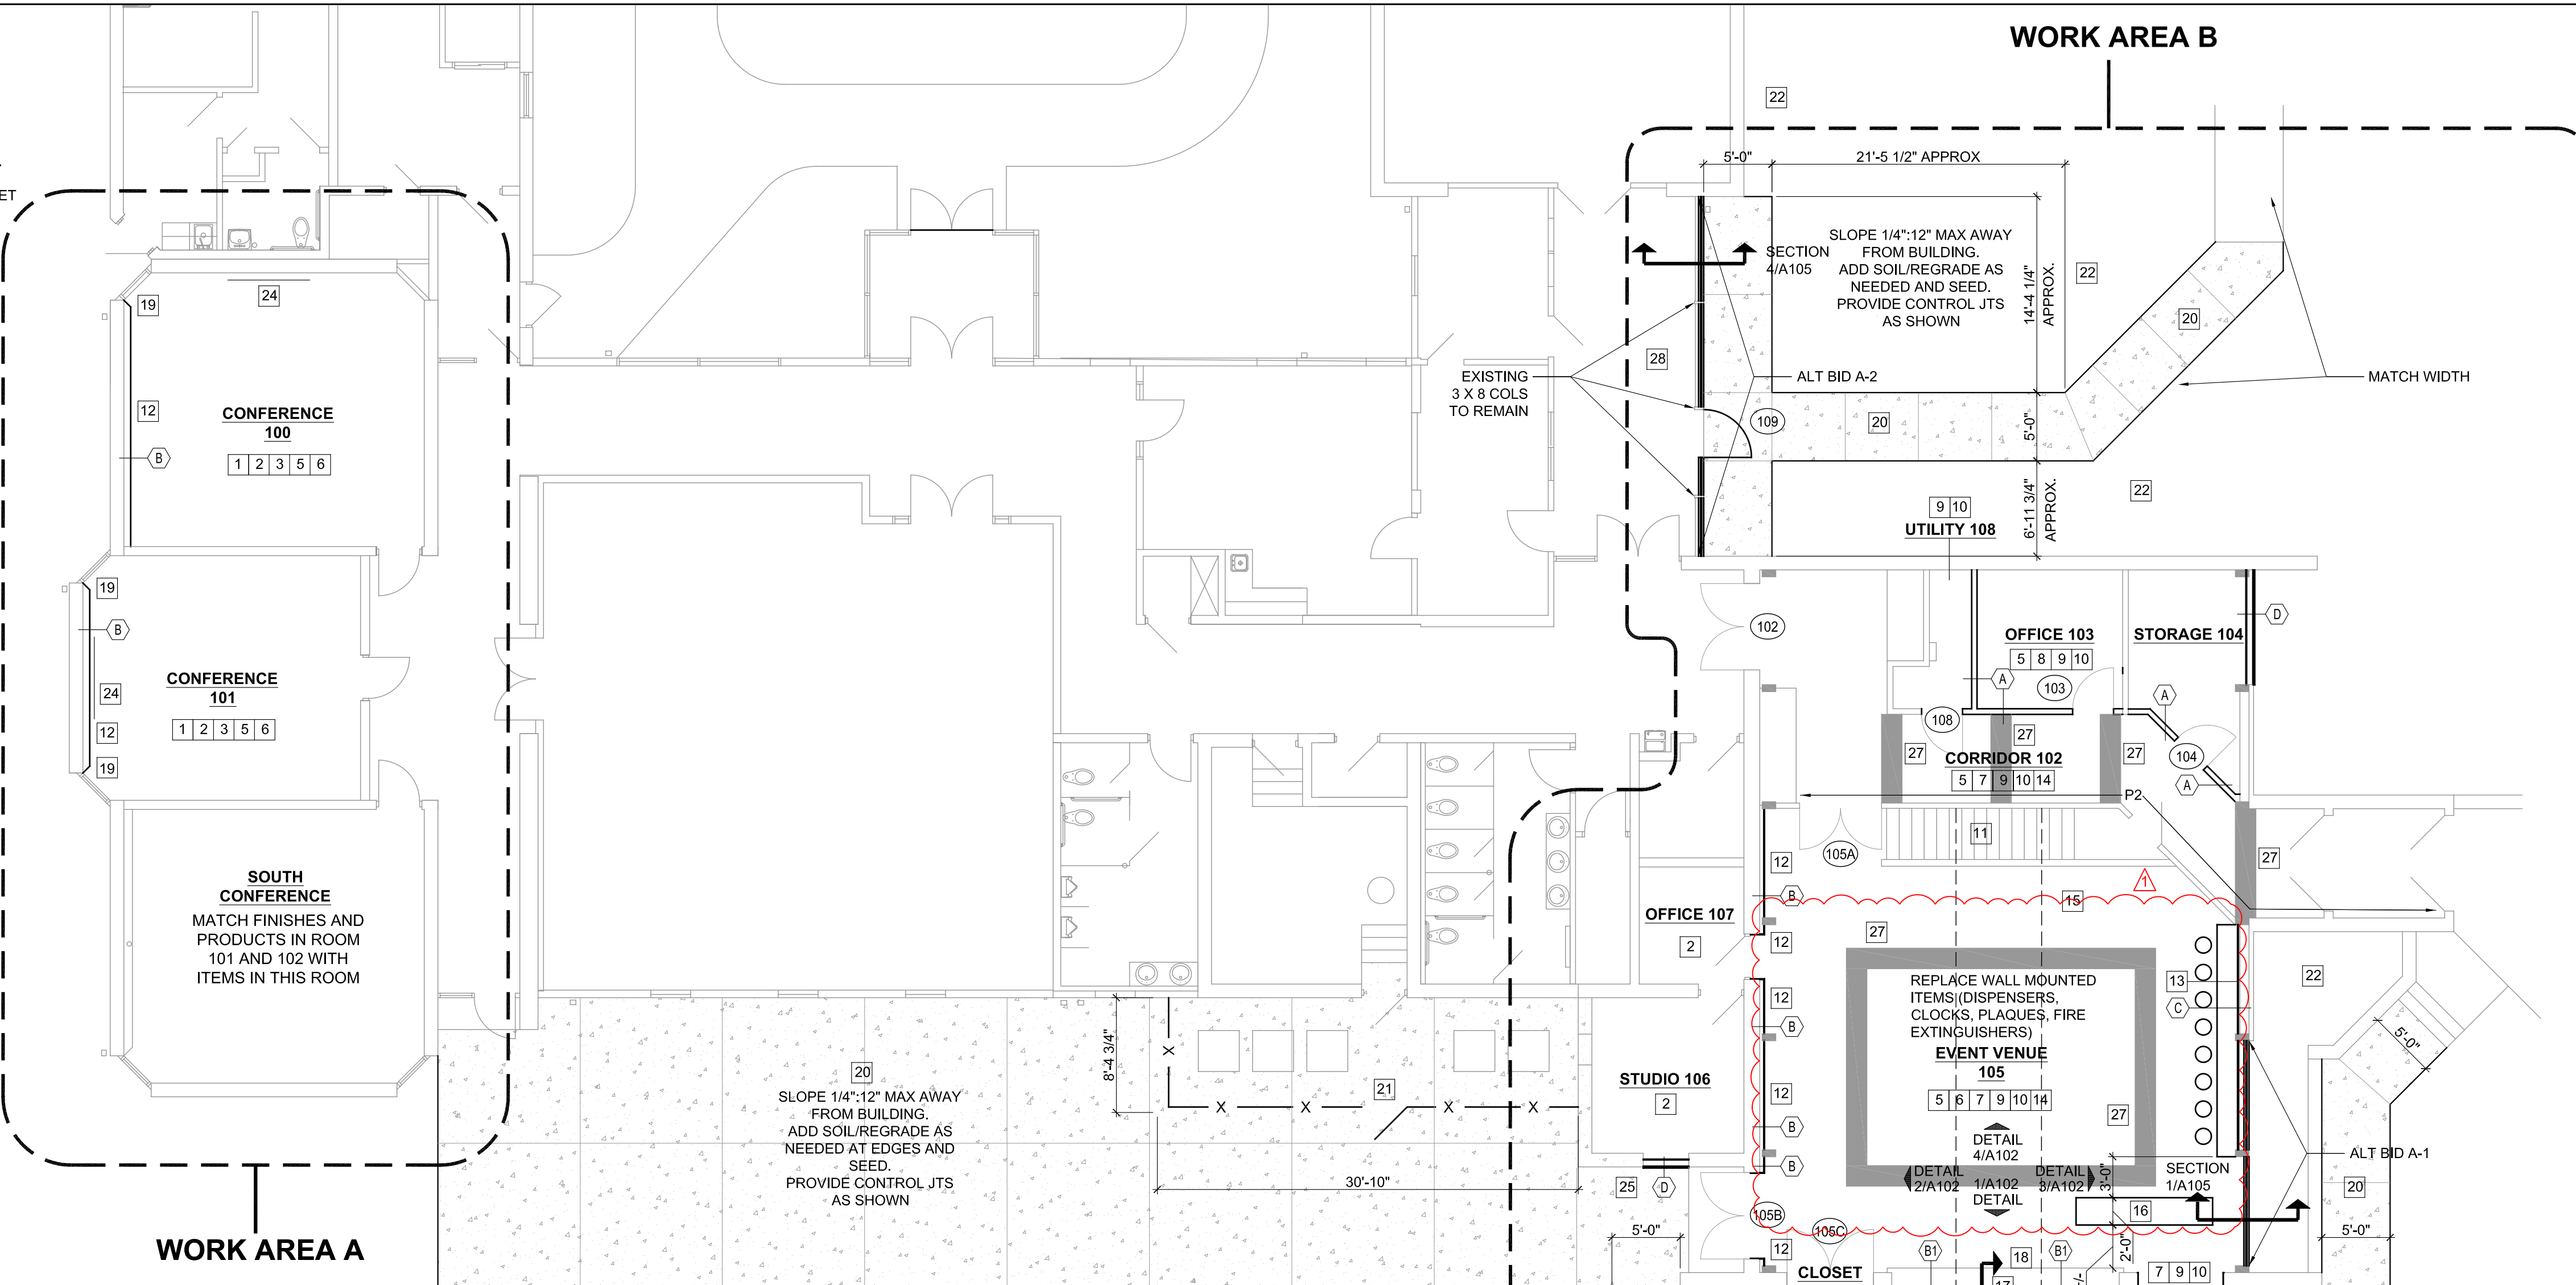 WORK AREA B
ET
22
5'-0"
21'-5 1/2" APPROX
SECTION
4/A105
SLOPE 1/4":12" MAX AWAY
FROM BUILDING.
ADD SOIL/REGRADE AS
NEEDED AND SEED.
PROVIDE CONTROL JTS
AS SHOWN
14'-4 1/4"
APPROX.
22
20
28
EXISTING
3 X 8 COLS
TO REMAIN
ALT BID A-2
MATCH WIDTH
109
20
5'-0"
22
6'-11 3/4"
APPROX.
9 10
UTILITY 108
19
24
12
CONFERENCE
100
B
1 2 3 5 6
19
B
CONFERENCE
101
24
12
1 2 3 5 6
19
SOUTH
CONFERENCE
MATCH FINISHES AND
PRODUCTS IN ROOM
101 AND 102 WITH
ITEMS IN THIS ROOM
WORK AREA A
102
OFFICE 103
5 8 9 10
STORAGE 104
D
A
103
A
108
27
27
27
CORRIDOR 102
5 7 9 10 14
104
A
P2
11
105A
12
27
B
1
15
OFFICE 107
2
12
27
REPLACE WALL MOUNTED
ITEMS (DISPENSERS,
CLOCKS, PLAQUES, FIRE
EXTINGUISHERS)
EVENT VENUE
105
5 6 7 9 10 14
13
C
22
5'-0"
12
B
STUDIO 106
2
12
B
27
DETAIL
4/A102
DETAIL
2/A102
1/A102
DETAIL
DETAIL
3/A102
3'-0"
SECTION
1/A105
ALT BID A-1
B
20
16
25
D
105B
105C
5'-0"
12
5'-0"
B1
18
B1
2'-0"
CLOSET
17
7 9 10
8'-4 3/4"
X
X
X
X
X
21
30'-10"
20
SLOPE 1/4":12" MAX AWAY
FROM BUILDING.
ADD SOIL/REGRADE AS
NEEDED AT EDGES AND
SEED.
PROVIDE CONTROL JTS
AS SHOWN